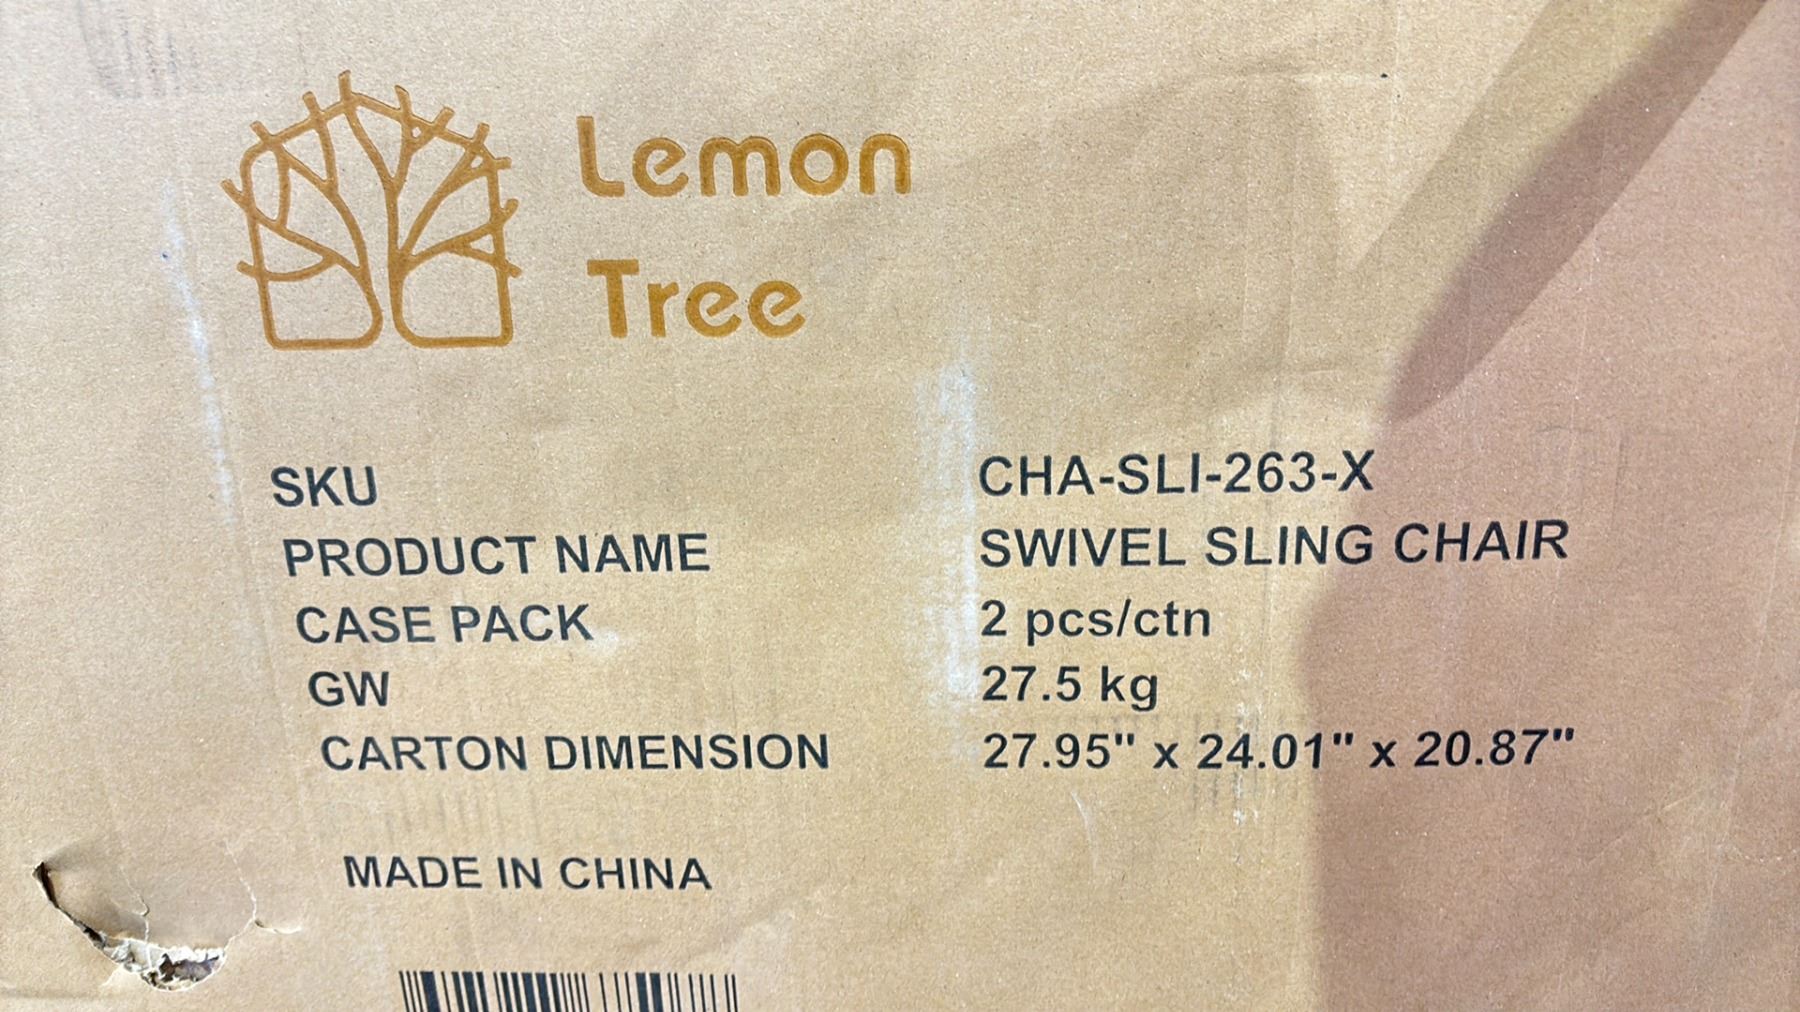 Lemon
Tree
SKU CHA-SLI-263-X
PRODUCT NAME SWIVEL SLING CHAIR
CASE PACK 2 pcs/ctn
GW 27.5 kg
CARTON DIMENSION 27.95" x 24.01" x 20.87"
MADE IN CHINA